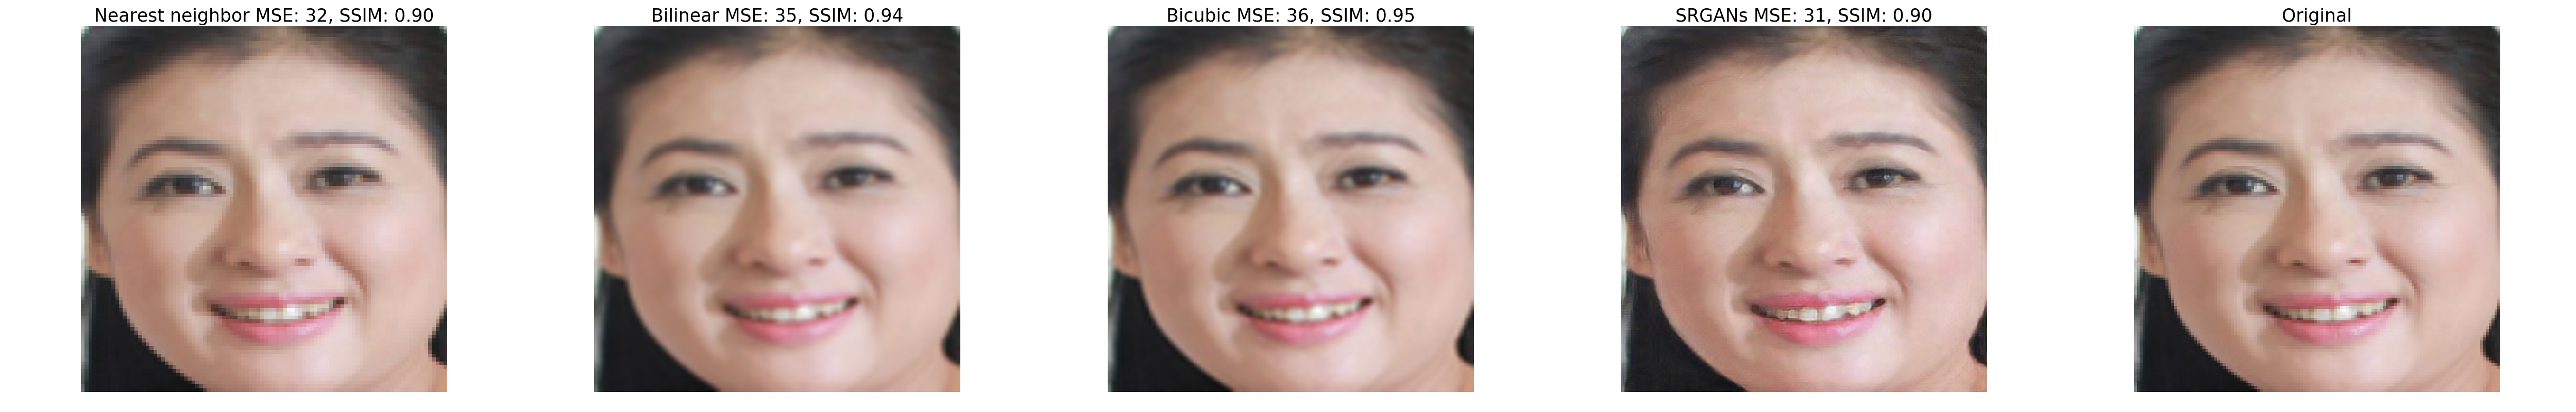 Nearest neighbor MSE: 32, SSIM: 0.90
Bilinear MSE: 35, SSIM: 0.94
Bicubic MSE: 36, SSIM: 0.95
SRGANs MSE: 31, SSIM: 0.90
Original